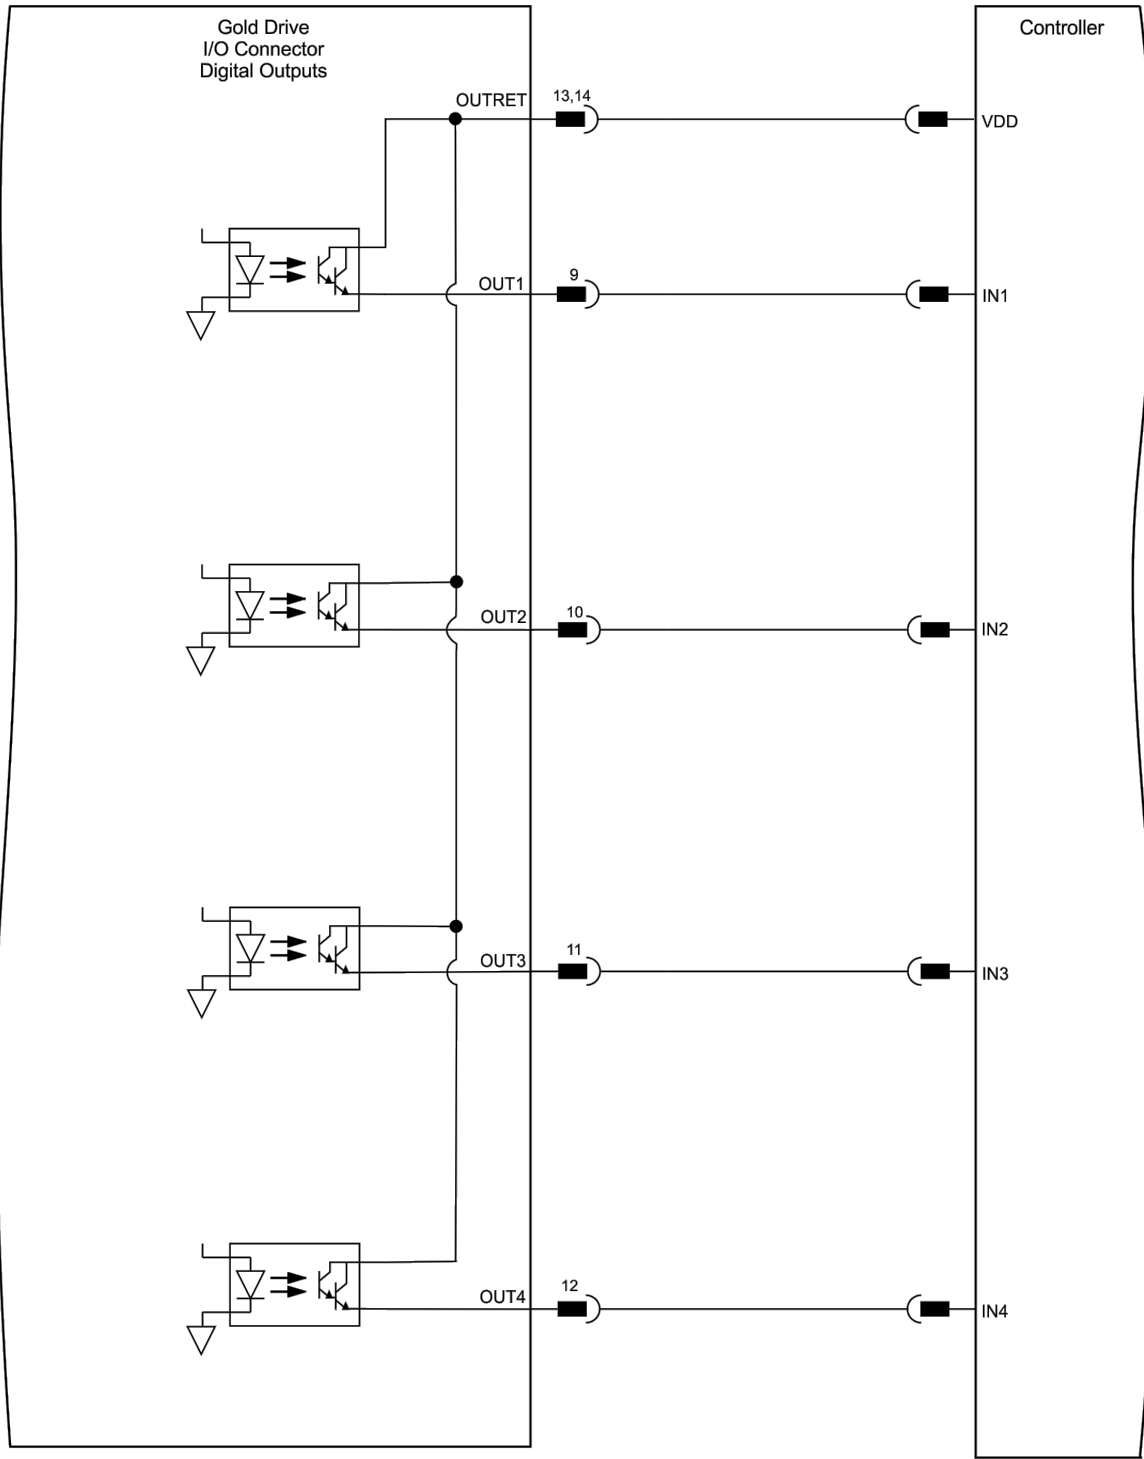 Gold Drive
I/O Connector
Digital Outputs
Controller
OUTRET
13,14
VDD
OUT1
9
IN1
OUT2
10
IN2
OUT3
11
IN3
OUT4
12
IN4